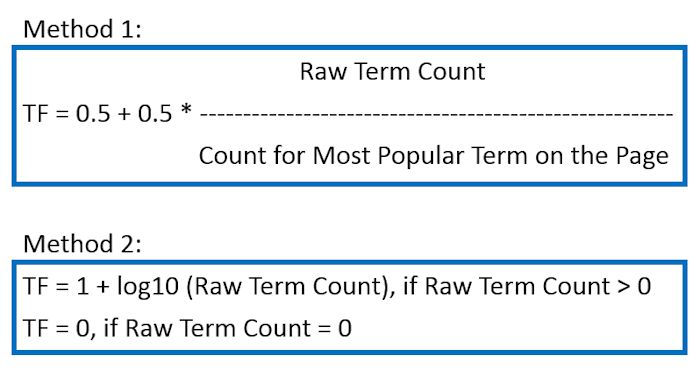 Method 1:
Raw Term Count
TF = 0.5 + 0.5 * -------------------------------------------------------
Count for Most Popular Term on the Page
Method 2:
TF = 1 + log10 (Raw Term Count), if Raw Term Count > 0
TF = 0, if Raw Term Count = 0